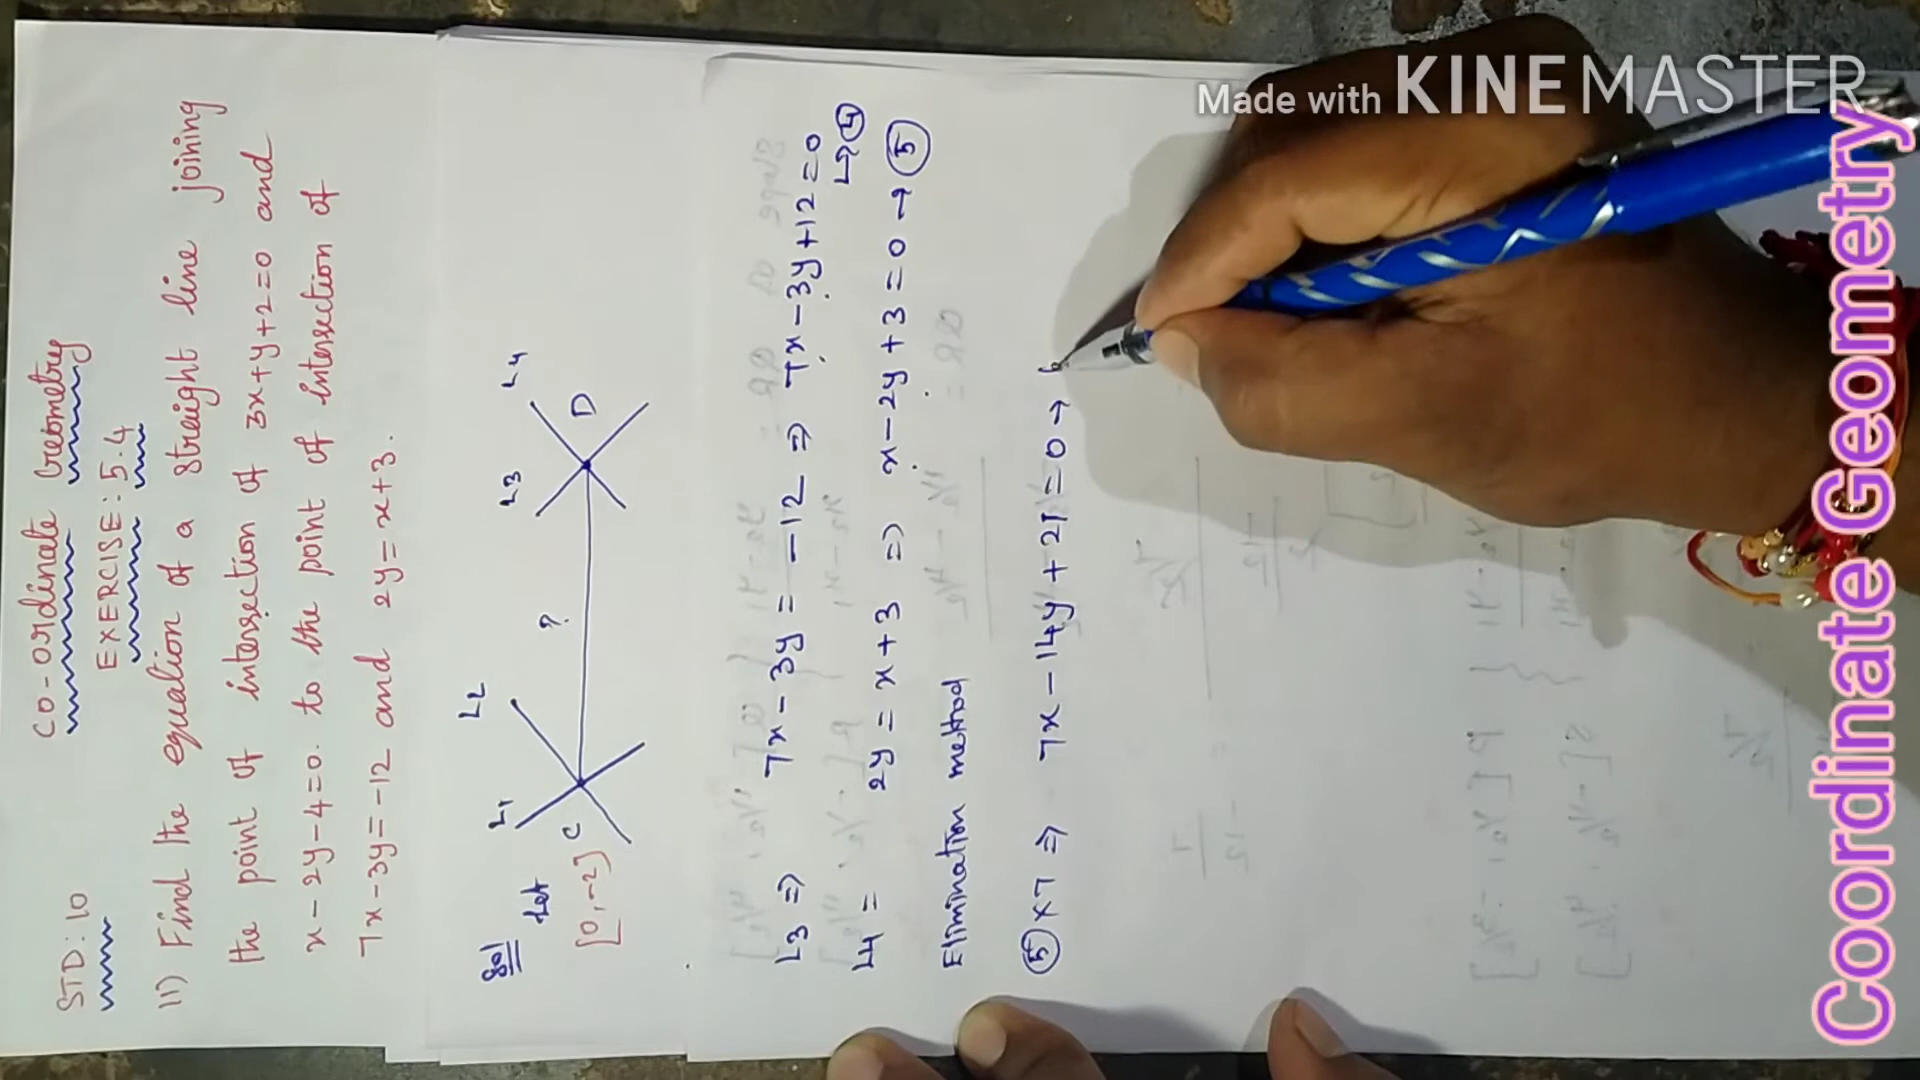 Made with KINEMASTER
Coordinate Geometry
CO-ordinate Geometry
STD: 10
EXERCISE: 5.4
11) Find the equation of a straight line joining
the point of intersection of 3x+y+2=0 and
x-2y-4=0. to the point of intersection of
7x-3y=-12 and 2y=x+3.
Sol
Let
L1
L2
L3
L4
C
?
D
[0,-2]
L3 ⇒ 7x-3y=-12 ⇒ 7x-3y+12=0
↳④
L4 = 2y=x+3 ⇒ x-2y+3=0 → ⑤
Elimination method
⑤×7 ⇒ 7x-14y+21=0 →